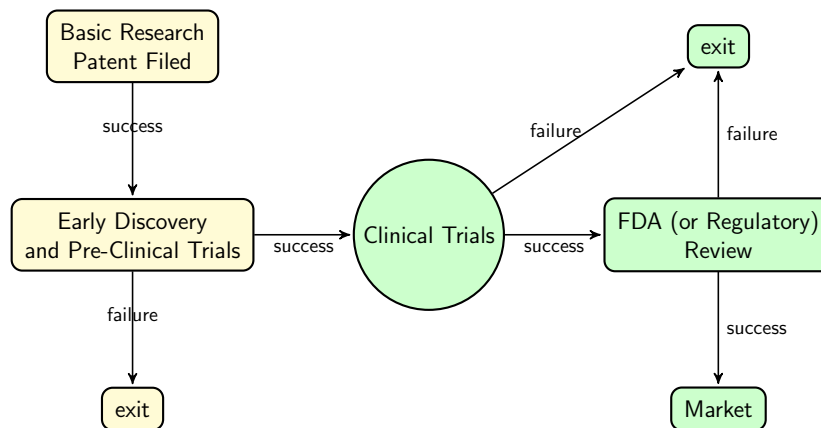 Basic Research
Patent Filed
exit
success
failure
failure
Early Discovery
and Pre-Clinical Trials
success
Clinical Trials
success
FDA (or Regulatory)
Review
failure
success
exit
Market